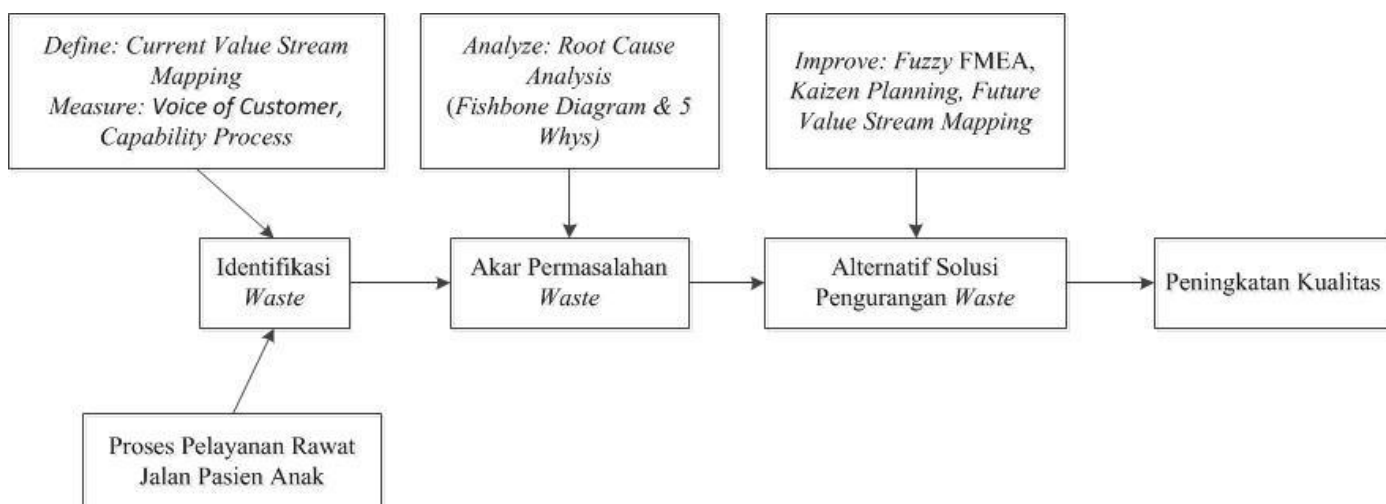 Define: Current Value Stream
Mapping
Measure: Voice of Customer,
Capability Process
Analyze: Root Cause
Analysis
(Fishbone Diagram & 5
Whys)
Improve: Fuzzy FMEA,
Kaizen Planning, Future
Value Stream Mapping
Identifikasi
Waste
Akar Permasalahan
Waste
Alternatif Solusi
Pengurangan Waste
Peningkatan Kualitas
Proses Pelayanan Rawat
Jalan Pasien Anak